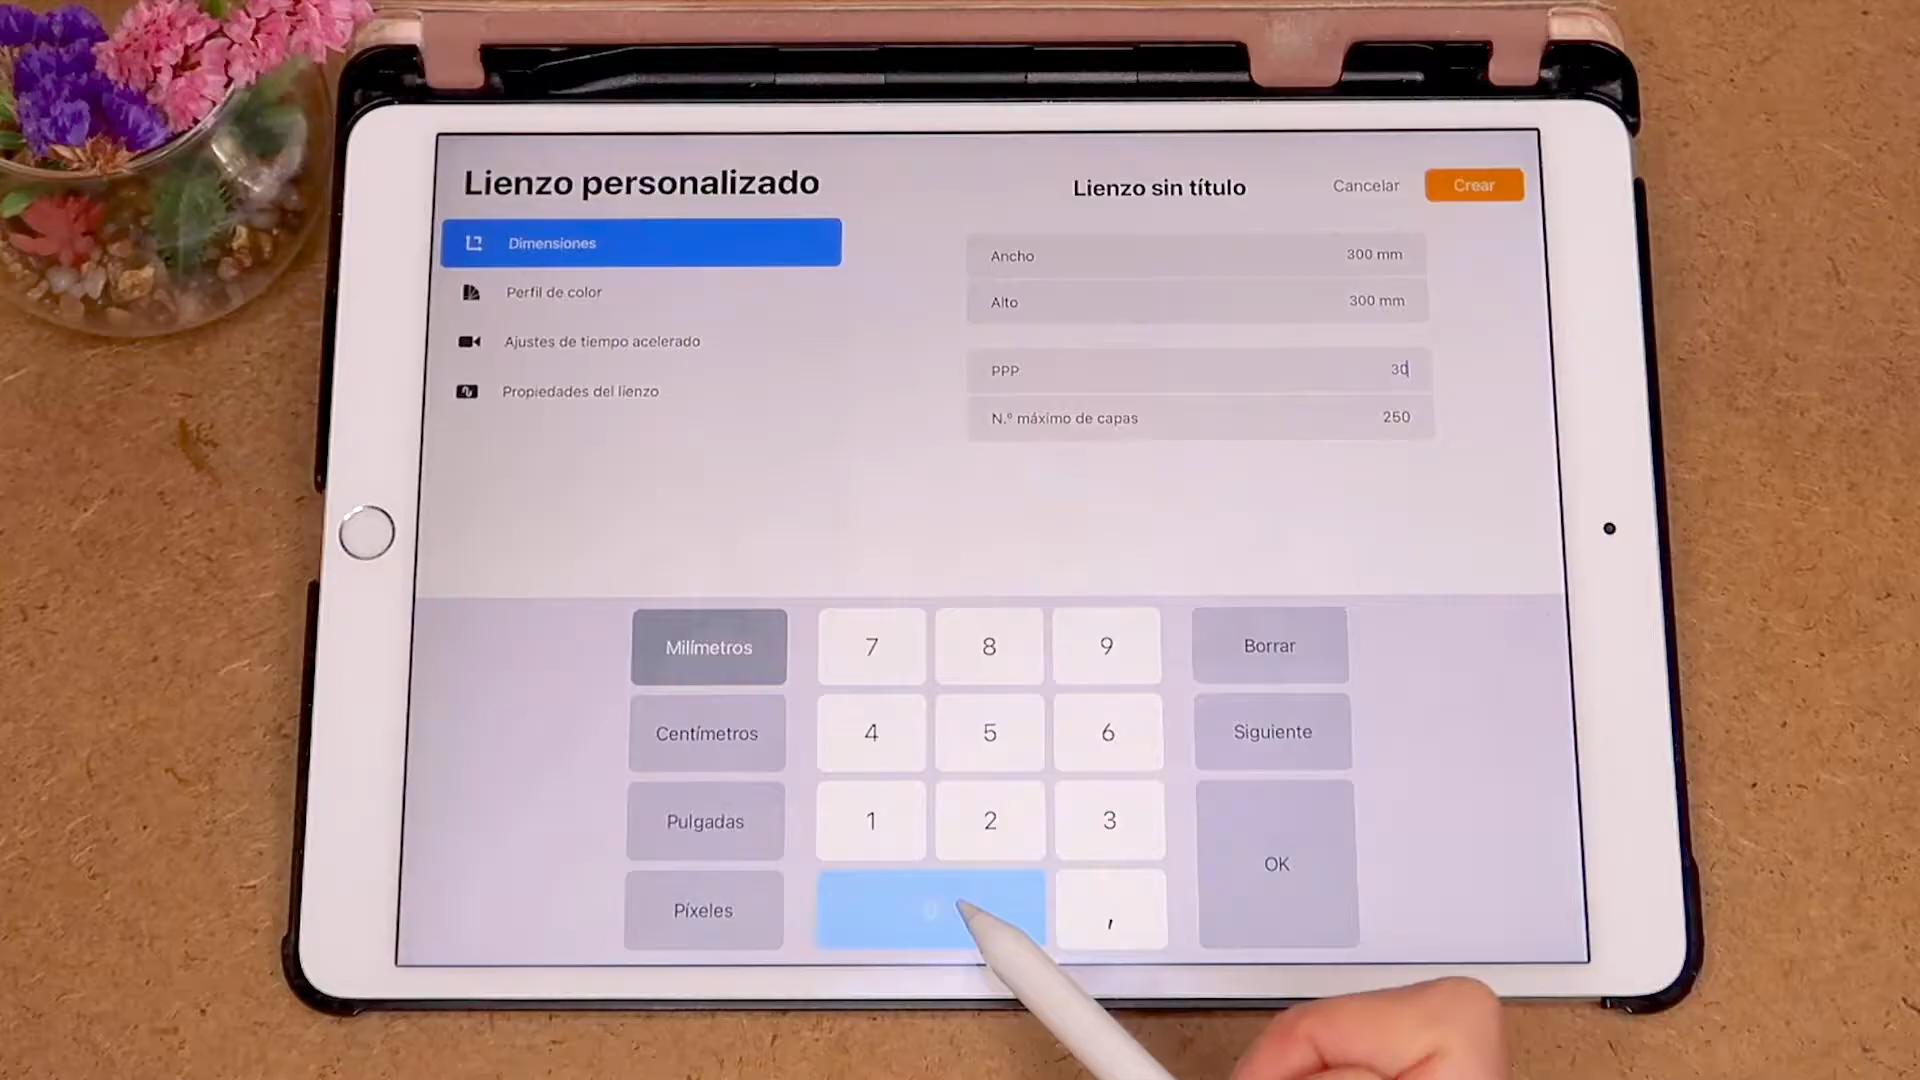 Lienzo personalizado
Lienzo sin título
Cancelar
Crear
Dimensiones
Perfil de color
Ajustes de tiempo acelerado
Propiedades del lienzo
Ancho 300 mm
Alto 300 mm
PPP 30
N.º máximo de capas 250
Milímetros 7 8 9 Borrar
Centímetros 4 5 6 Siguiente
Pulgadas 1 2 3 OK
Píxeles 0 ,